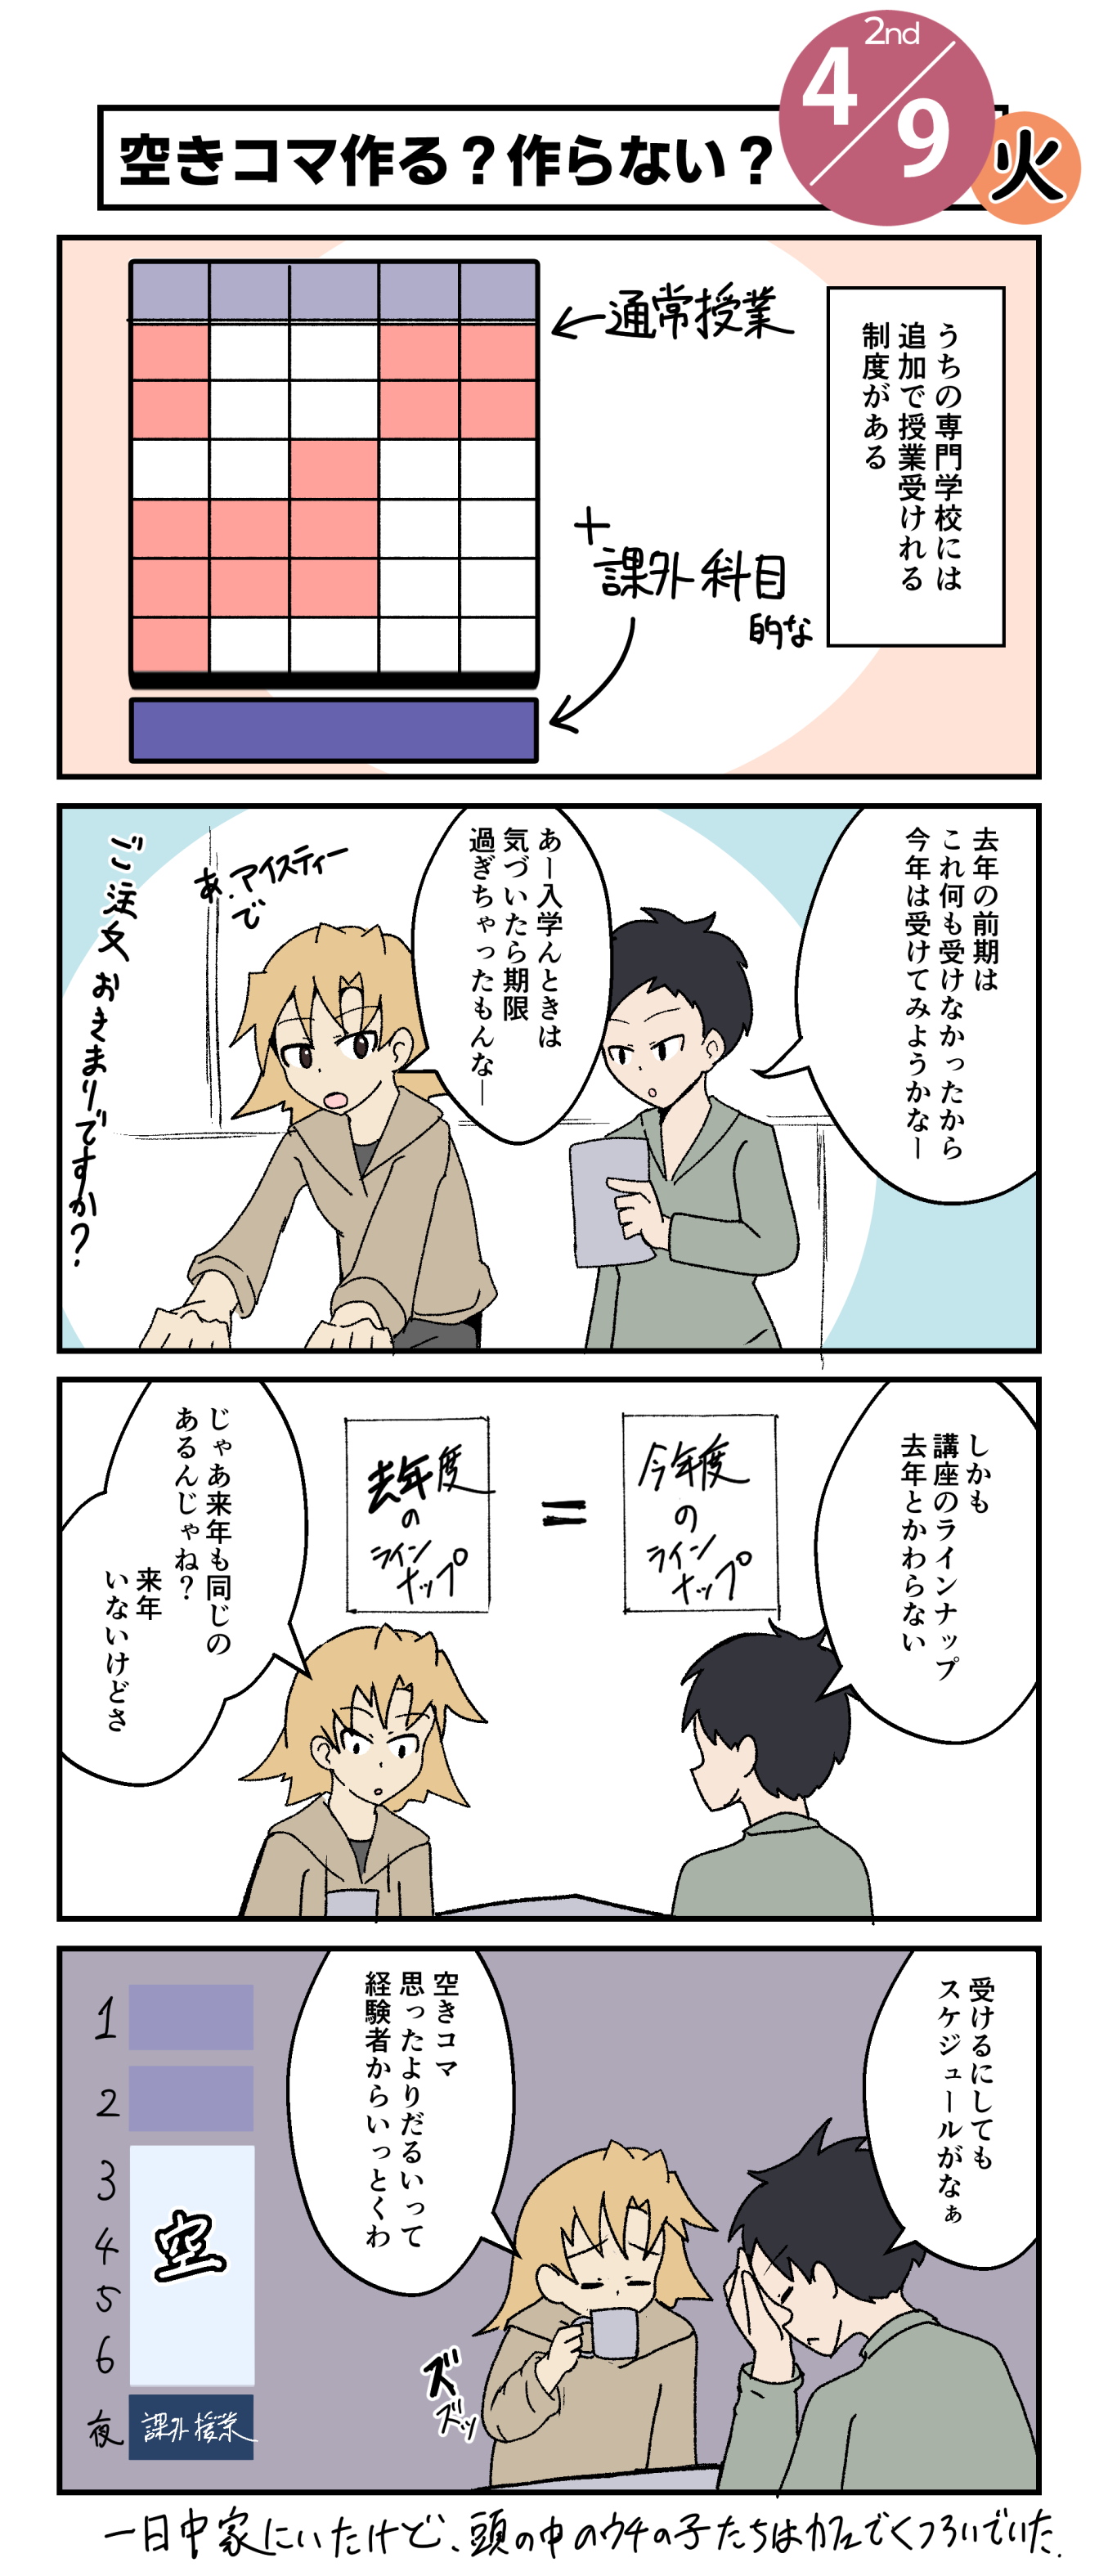 2nd
4/9
火
空きコマ作る？作らない？
うちの専門学校には
追加で授業受けれる
制度がある
←通常授業
＋
課外科目
的な
去年の前期は
これ何も受けなかったから
今年は受けてみようかなー
あー入学んときは
気づいたら期限
過ぎちゃったもんなー
あ、アイスティー
で
ご注文おきまりですか？
しかも
講座のラインナップ
去年とかわらない
今年度
の
ライン
ナップ
=
去年度
の
ライン
ナップ
じゃあ来年も同じの
あるんじゃね？
来年
いないけどさ
受けるにしても
スケジュールがなぁ
空きコマ
思ったよりだるいって
経験者からいっとくわ
ズ
ズッ
1
2
3
4
5
6
空
夜
課外授業
一日中家にいたけど、頭の中のウチの子たちはカフェでくつろいでいた.